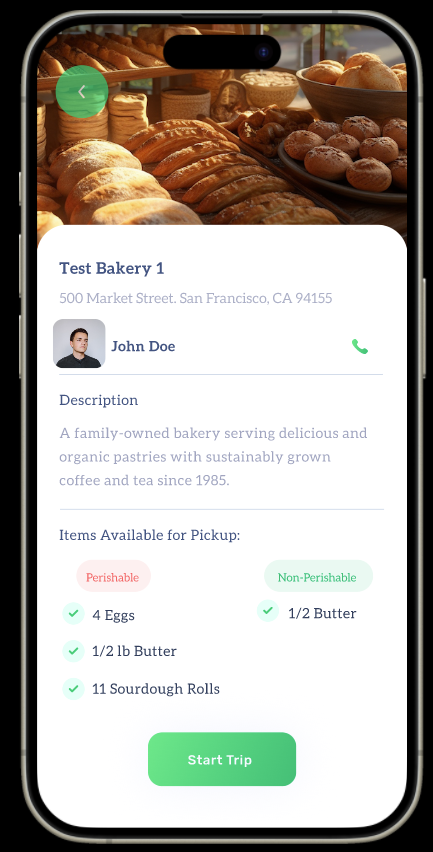 Test Bakery 1
500 Market Street. San Francisco, CA 94155
John Doe
Description
A family-owned bakery serving delicious and
organic pastries with sustainably grown
coffee and tea since 1985.
Items Available for Pickup:
Perishable
Non-Perishable
4 Eggs
1/2 Butter
1/2 lb Butter
11 Sourdough Rolls
Start Trip